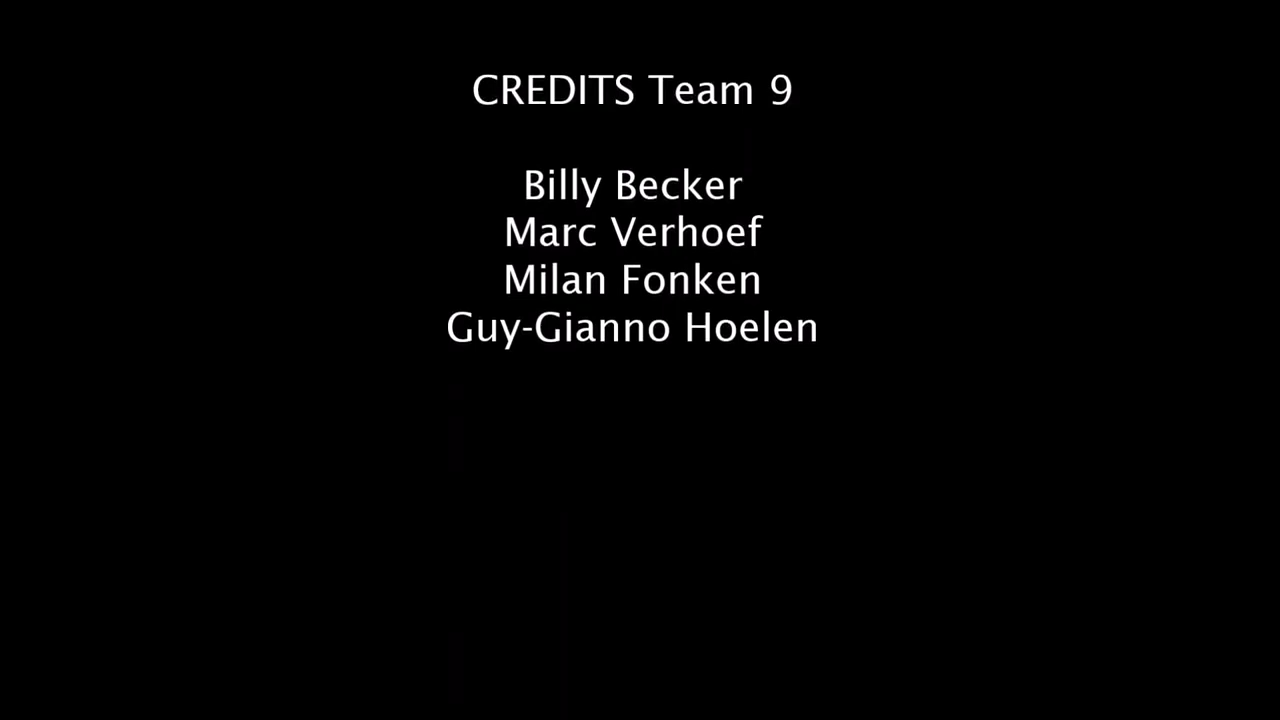 CREDITS Team 9
Billy Becker
Marc Verhoef
Milan Fonken
Guy-Gianno Hoelen